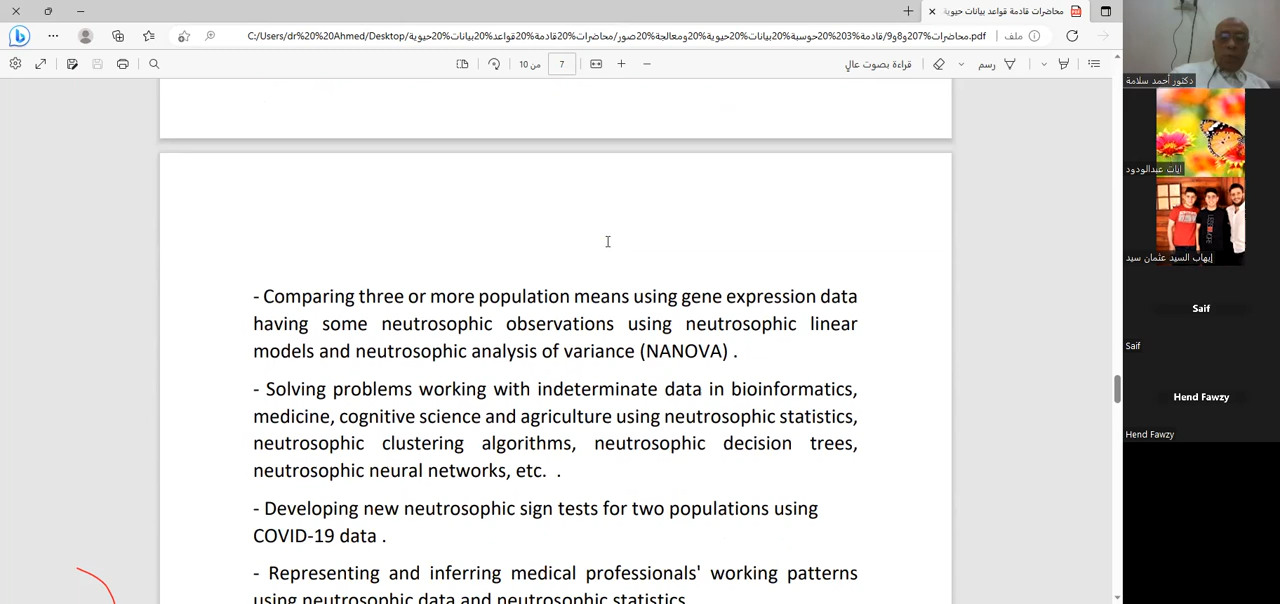 محاضرات قادمة قواعد بيانات حيوية
C:/Users/dr%20%20Ahmed/Desktop/محاضرات%20قادمة%20قواعد%20بيانات%20حيوية%20ومعالجة%20صور/محاضرات%207و8و9/قادمة%203%20حوسبة%20بيانات%20حيوية.pdf
ملف
7
من 10
قراءة بصوت عالٍ
رسم
- Comparing three or more population means using gene expression data
having some neutrosophic observations using neutrosophic linear
models and neutrosophic analysis of variance (NANOVA) .
- Solving problems working with indeterminate data in bioinformatics,
medicine, cognitive science and agriculture using neutrosophic statistics,
neutrosophic clustering algorithms, neutrosophic decision trees,
neutrosophic neural networks, etc. .
- Developing new neutrosophic sign tests for two populations using
COVID-19 data .
- Representing and inferring medical professionals' working patterns
using neutrosophic data and neutrosophic statistics
دكتور أحمد سلامة
ايات عبدالودود
إيهاب السيد عثمان سيد
Saif
Saif
Hend Fawzy
Hend Fawzy